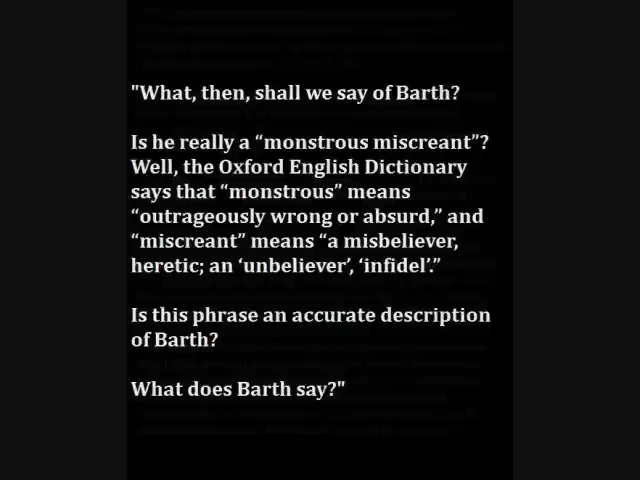 "What, then, shall we say of Barth?
Is he really a “monstrous miscreant”?
Well, the Oxford English Dictionary
says that “monstrous” means
“outrageously wrong or absurd,” and
“miscreant” means “a misbeliever,
heretic; an ‘unbeliever’, ‘infidel’.”
Is this phrase an accurate description
of Barth?
What does Barth say?"